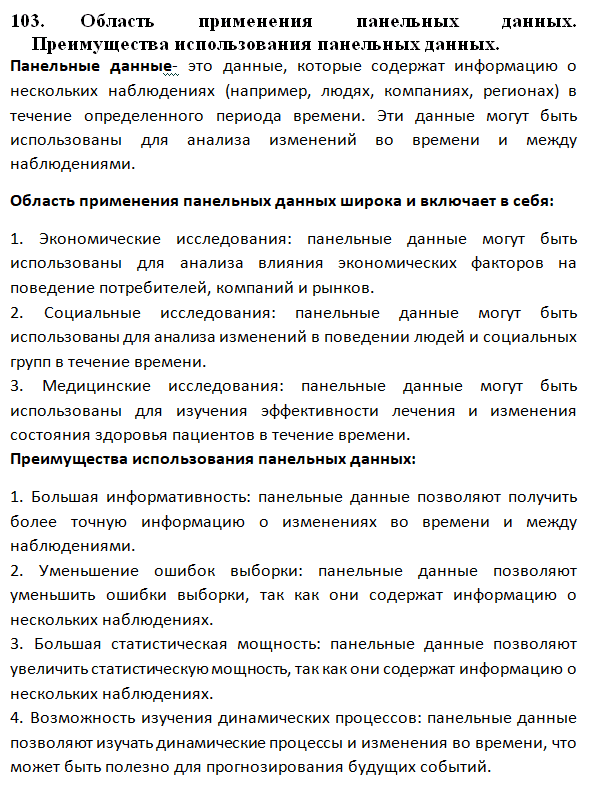 103. Область применения панельных данных.
Преимущества использования панельных данных.
Панельные данные- это данные, которые содержат информацию о
нескольких наблюдениях (например, людях, компаниях, регионах) в
течение определенного периода времени. Эти данные могут быть
использованы для анализа изменений во времени и между
наблюдениями.
Область применения панельных данных широка и включает в себя:
1. Экономические исследования: панельные данные могут быть
использованы для анализа влияния экономических факторов на
поведение потребителей, компаний и рынков.
2. Социальные исследования: панельные данные могут быть
использованы для анализа изменений в поведении людей и социальных
групп в течение времени.
3. Медицинские исследования: панельные данные могут быть
использованы для изучения эффективности лечения и изменения
состояния здоровья пациентов в течение времени.
Преимущества использования панельных данных:
1. Большая информативность: панельные данные позволяют получить
более точную информацию о изменениях во времени и между
наблюдениями.
2. Уменьшение ошибок выборки: панельные данные позволяют
уменьшить ошибки выборки, так как они содержат информацию о
нескольких наблюдениях.
3. Большая статистическая мощность: панельные данные позволяют
увеличить статистическую мощность, так как они содержат информацию о
нескольких наблюдениях.
4. Возможность изучения динамических процессов: панельные данные
позволяют изучать динамические процессы и изменения во времени, что
может быть полезно для прогнозирования будущих событий.